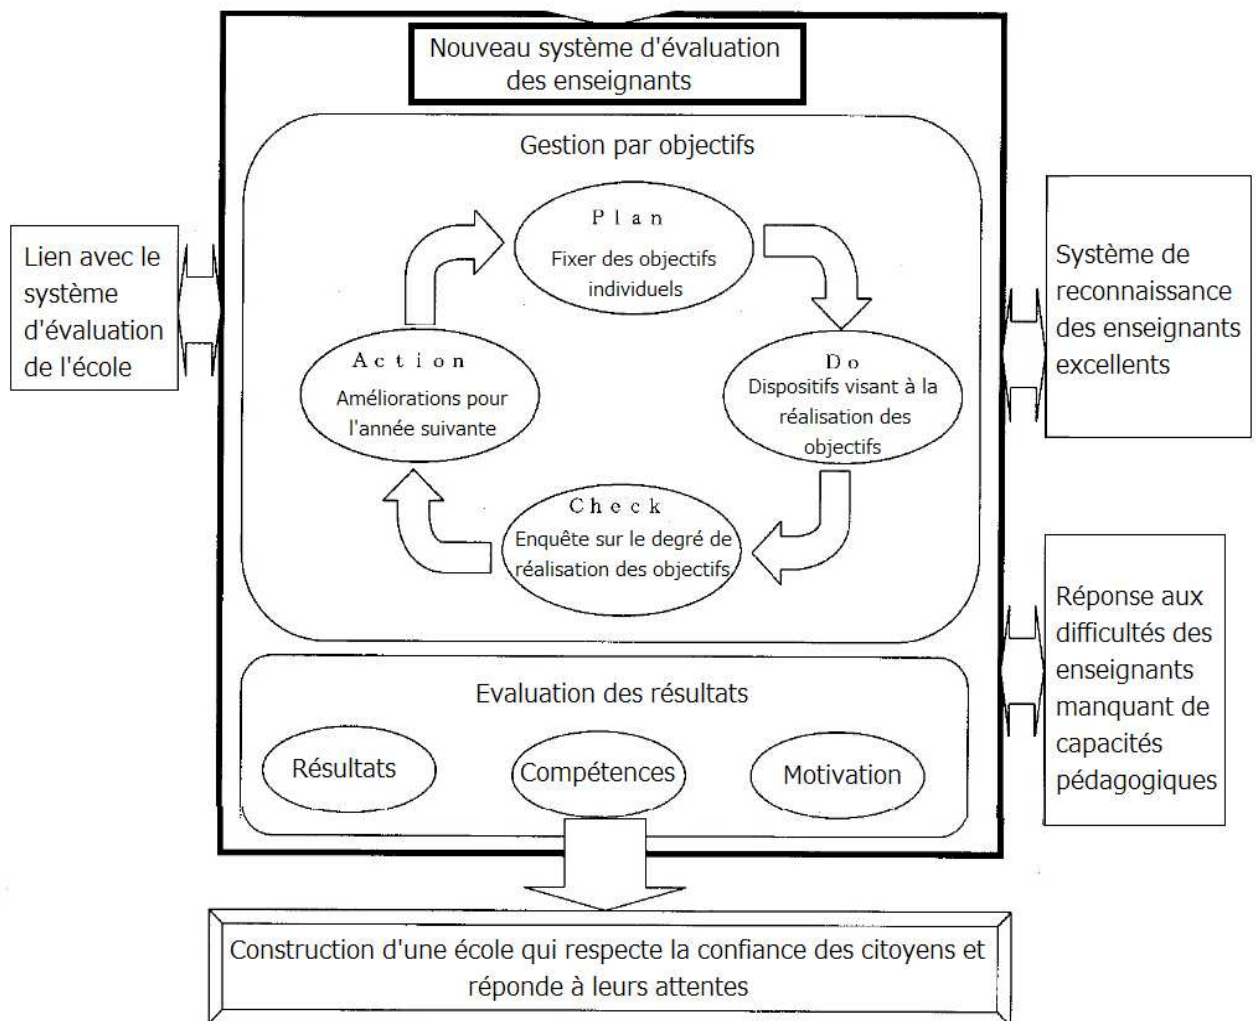 Nouveau système d'évaluation
des enseignants
Gestion par objectifs
Plan
Fixer des objectifs
individuels
Lien avec le
système
d'évaluation
de l'école
Action
Améliorations pour
l'année suivante
Do
Dispositifs visant à la
réalisation des
objectifs
Système de
reconnaissance
des enseignants
excellents
Check
Enquête sur le degré de
réalisation des objectifs
Réponse aux
difficultés des
enseignants
manquant de
capacités
pédagogiques
Evaluation des résultats
Résultats
Compétences
Motivation
Construction d'une école qui respecte la confiance des citoyens et
réponde à leurs attentes